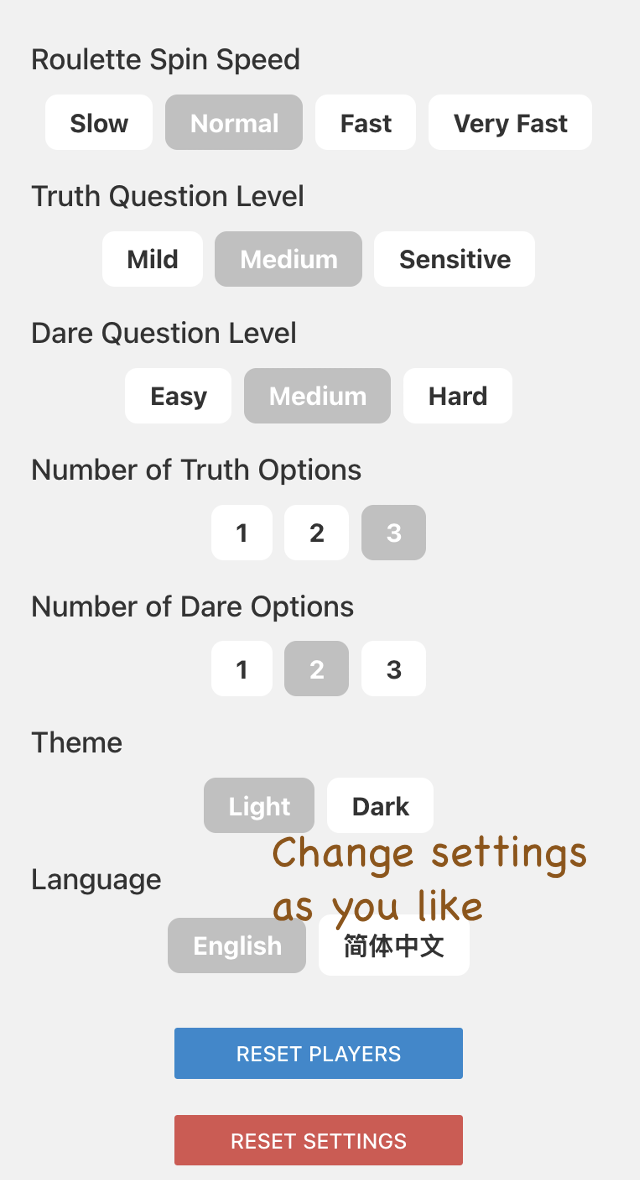 Roulette Spin Speed
Slow Normal Fast Very Fast
Truth Question Level
Mild Medium Sensitive
Dare Question Level
Easy Medium Hard
Number of Truth Options
1 2 3
Number of Dare Options
1 2 3
Theme
Light Dark
Change settings
as you like
Language
English 简体中文
RESET PLAYERS
RESET SETTINGS